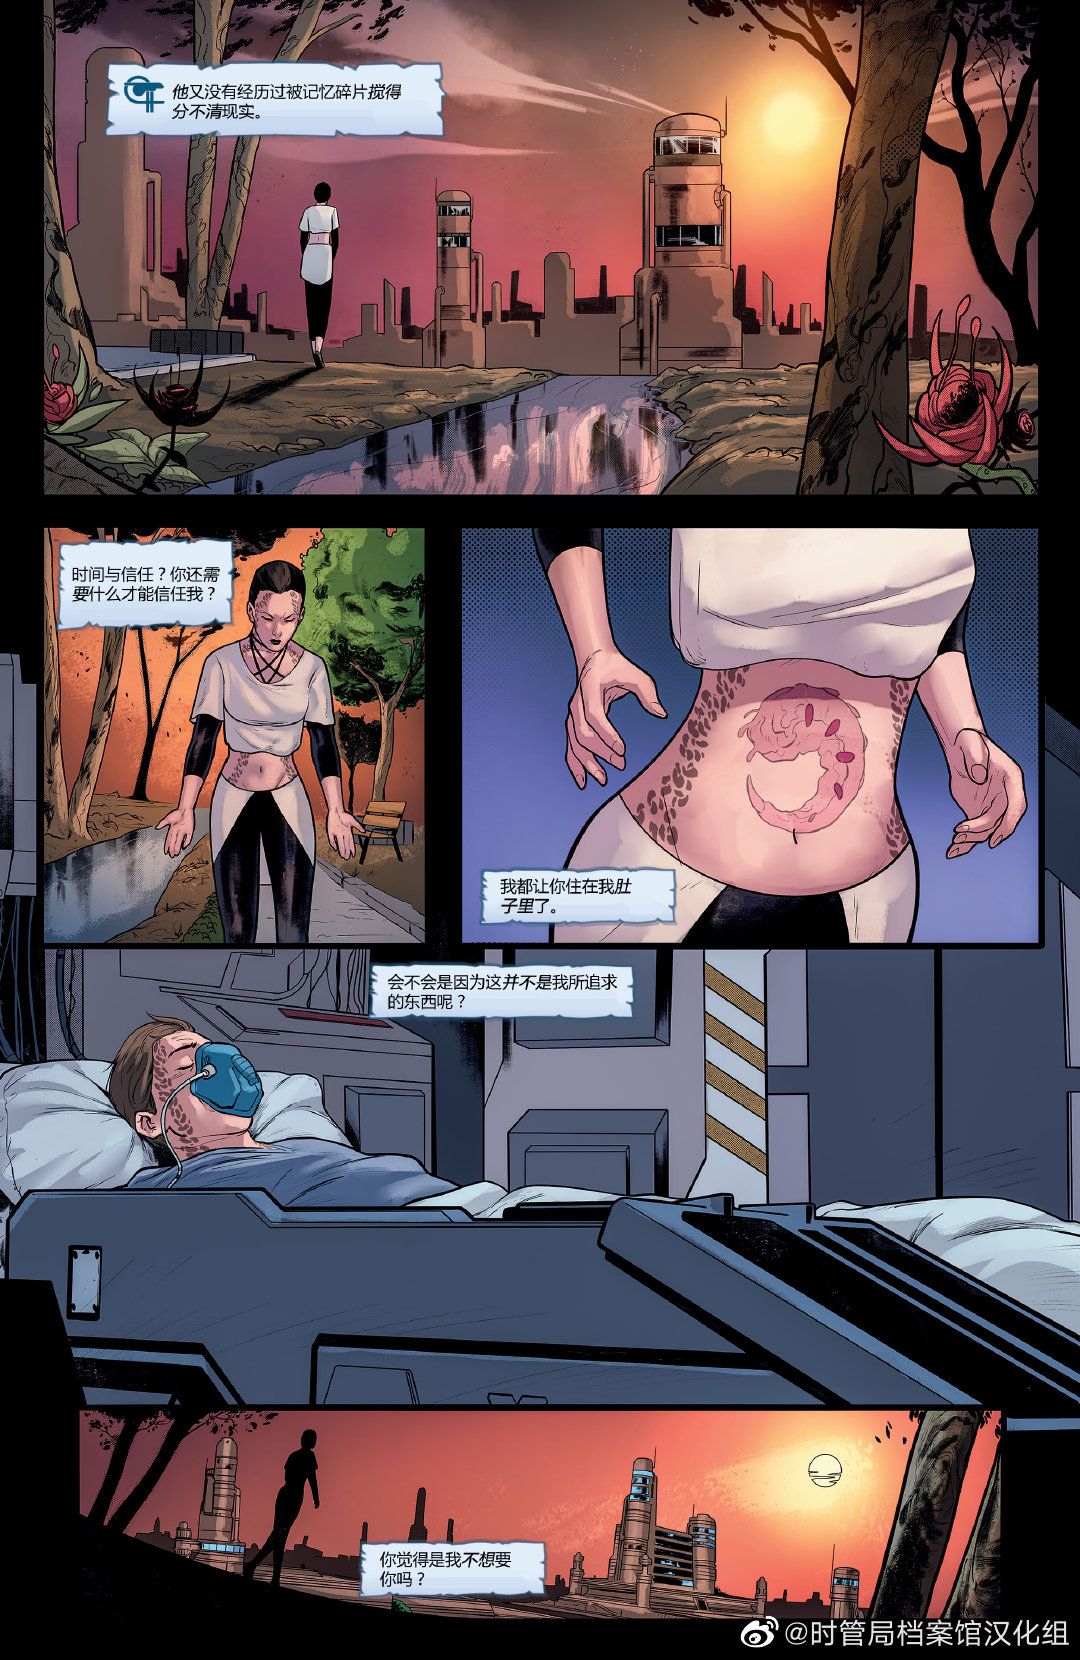 他又没有经历过被记忆碎片搅得
分不清现实。
时间与信任？你还需
要什么才能信任我？
我都让你住在我肚
子里了。
会不会是因为这并不是我所追求
的东西呢？
你觉得是我不想要
你吗？
@时管局档案馆汉化组